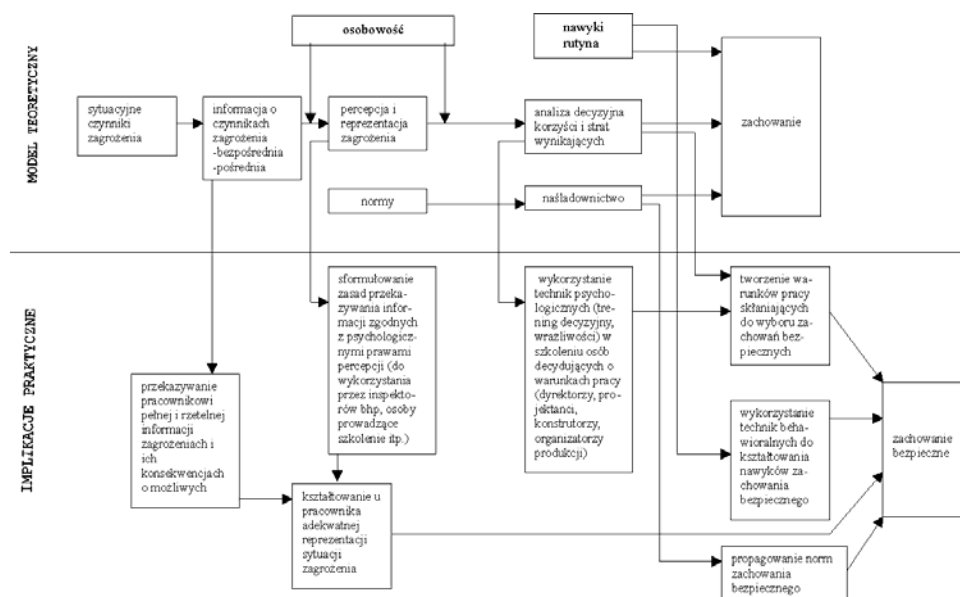 MODEL TEORETYCZNY
osobowość
nawyki
rutyna
sytuacyjne
czynniki
zagrożenia
informacja o
czynnikach
zagrożenia
-bezpośrednia
-pośrednia
percepcja i
reprezentacja
zagrożenia
analiza decyzyjna
korzyści i strat
wynikających
zachowanie
normy
naśladownictwo
IMPLIKACJE PRAKTYCZNE
przekazywanie
pracownikowi
pełnej i rzetelnej
informacji
zagrożeniach i
ich
konsekwencjach
o możliwych
sformułowanie
zasad przeka-
zywania infor-
macji zgodnych
z psychologicz-
nymi prawami
percepcji (do
wykorzystania
przez inspekto-
rów bhp, osoby
prowadzące
szkolenie itp.)
kształtowanie u
pracownika
adekwatnej
reprezentacji
sytuacji
zagrożenia
wykorzystanie
technik psycho-
logicznych (tre-
ning decyzyjny,
wrażliwości) w
szkoleniu osób
decydujących o
warunkach pracy
(dyrektorzy, pro-
jektanci,
konstrutorzy,
organizatorzy
produkcji)
tworzenie wa-
runków pracy
skłaniających
do wyboru za-
chowań bez-
piecznych
wykorzystanie
technik beha-
wioralnych do
kształtowania
nawyków za-
chowania
bezpiecznego
propagowanie norm
zachowania
bezpiecznego
zachowanie
bezpieczne